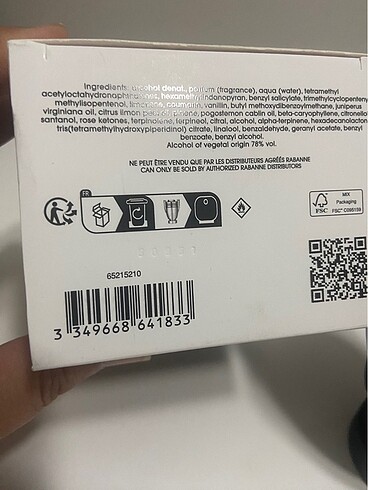 Ingredients: alcohol denat., parfum (fragrance), aqua (water), tetramethyl
acetyloctahydronaphthalenes, hexamethylindanopyran, benzyl salicylate, trimethylcyclopenteny
methylisopentenol, limonene, coumarin, vanillin, butyl methoxydibenzoylmethane, juniperus
virginiana oil, citrus limon peel oil, pinene, pogostemon cablin oil, beta-caryophyllene, citronellol
santanol, rose ketones, terpinolene, terpineol, citral, alcohol, alpha-terpinene, hexadecanolacton
tris(tetramethylhydroxypiperidinol) citrate, linalool, benzaldehyde, geranyl acetate, benzyl
benzoate, benzyl alcohol.
Alcohol of vegetal origin 78% vol.
NE PEUT ÊTRE VENDU QUE PAR LES DISTRIBUTEURS AGRÉÉS RABANNE
CAN ONLY BE SOLD BY AUTHORIZED RABANNE DISTRIBUTORS
FR
MIX
Packaging
FSC FSC® C095159
65215210
3 349668 641833